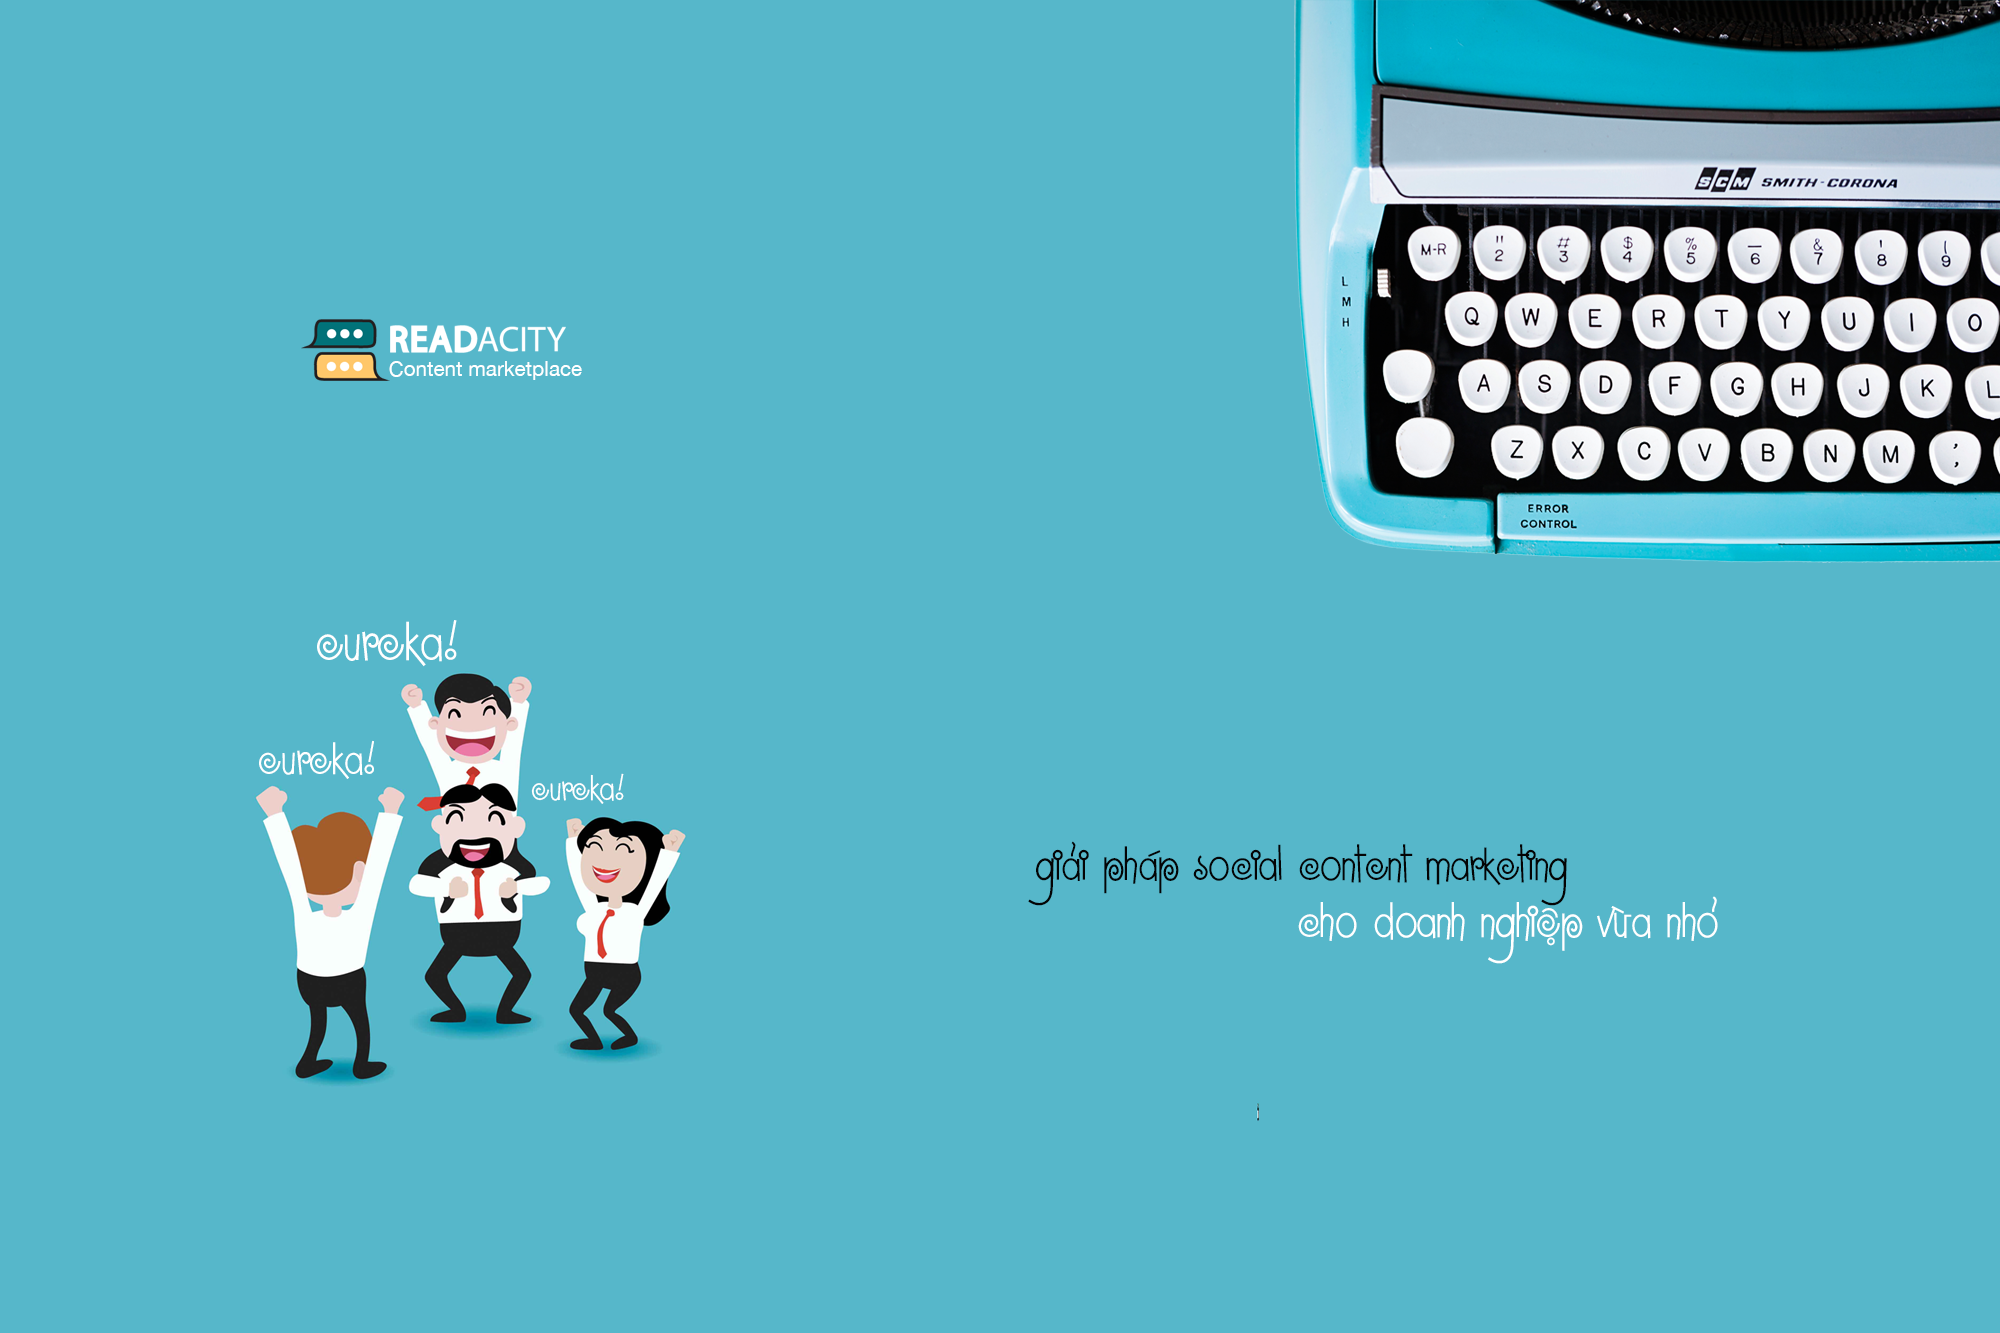 SCM SMITH-CORONA
M-R " 2 # 3 $ 4 % 5 _ 6 & 7 ' 8 ( 9
L
M
H
Q W E R T Y U I O
A S D F G H J K L
Z X C V B N M , ;
ERROR
CONTROL
READACITY
Content marketplace
eureka!
eureka!
eureka!
giải pháp social content marketing
cho doanh nghiệp vừa nhỏ